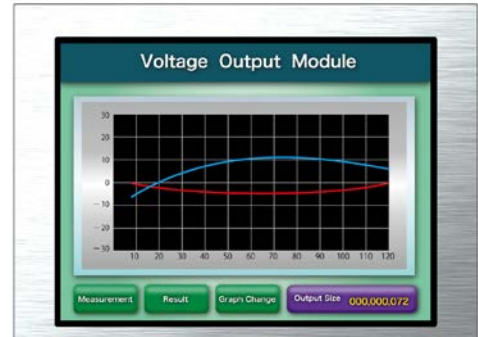 Voltage Output Module
30
20
10
0
-10
-20
-30
10 20 30 40 50 60 70 80 90 100 110 120
Measurement
Result
Graph Change
Output Size 000,000,072